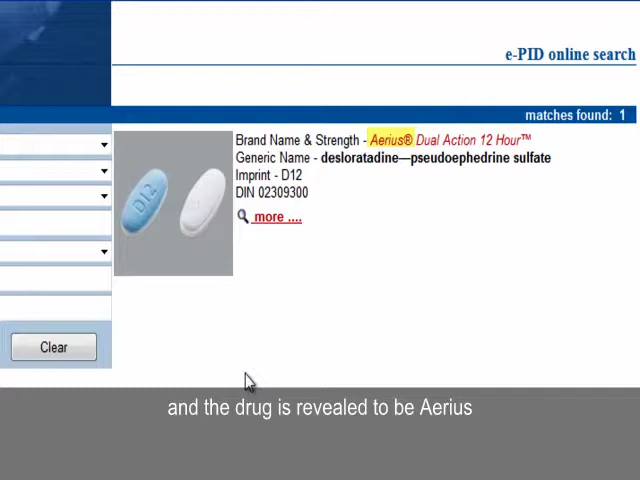 e-PID online search
matches found: 1
Brand Name & Strength - Aerius® Dual Action 12 Hour™
Generic Name - desloratadine—pseudoephedrine sulfate
Imprint - D12
DIN 02309300
more ....
D12
Clear
and the drug is revealed to be Aerius